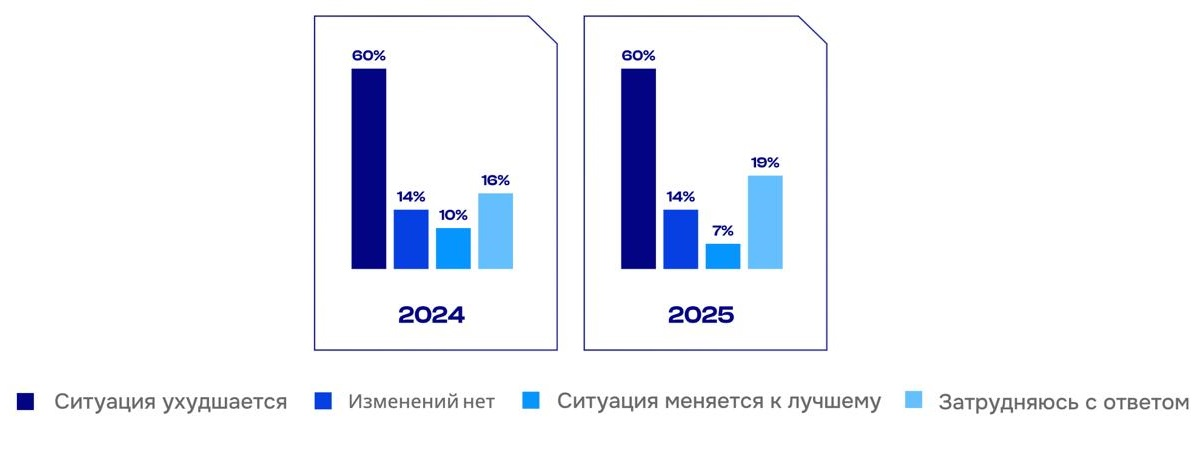 60%
14%
10%
16%
2024
60%
14%
7%
19%
2025
Ситуация ухудшается
Изменений нет
Ситуация меняется к лучшему
Затрудняюсь с ответом